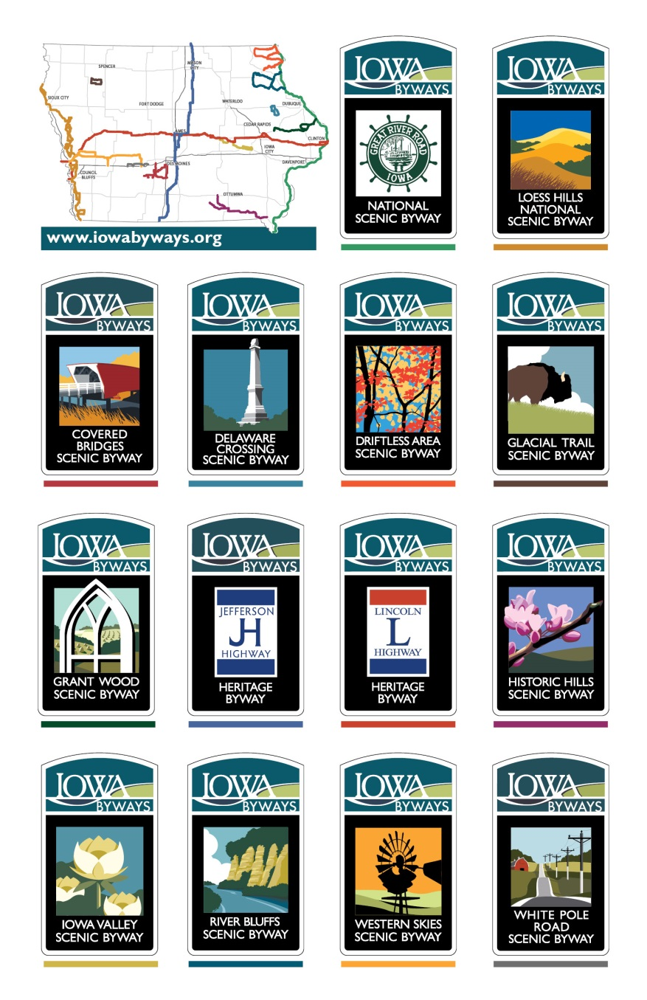 SPENCER
MASON
CITY
SIOUX CITY
FORT DODGE
WATERLOO
DUBUQUE
CEDAR RAPIDS
AMES
CLINTON
IOWA
CITY
DES MOINES
DAVENPORT
COUNCIL
BLUFFS
OTTUMWA
www.iowabyways.org
IOWA
BYWAYS
GREAT RIVER ROAD
IOWA
NATIONAL
SCENIC BYWAY
IOWA
BYWAYS
LOESS HILLS
NATIONAL
SCENIC BYWAY
IOWA
BYWAYS
COVERED
BRIDGES
SCENIC BYWAY
IOWA
BYWAYS
DELAWARE
CROSSING
SCENIC BYWAY
IOWA
BYWAYS
DRIFTLESS AREA
SCENIC BYWAY
IOWA
BYWAYS
GLACIAL TRAIL
SCENIC BYWAY
IOWA
BYWAYS
GRANT WOOD
SCENIC BYWAY
IOWA
BYWAYS
JEFFERSON
JH
HIGHWAY
HERITAGE
BYWAY
IOWA
BYWAYS
LINCOLN
L
HIGHWAY
HERITAGE
BYWAY
IOWA
BYWAYS
HISTORIC HILLS
SCENIC BYWAY
IOWA
BYWAYS
IOWA VALLEY
SCENIC BYWAY
IOWA
BYWAYS
RIVER BLUFFS
SCENIC BYWAY
IOWA
BYWAYS
WESTERN SKIES
SCENIC BYWAY
IOWA
BYWAYS
WHITE POLE
ROAD
SCENIC BYWAY